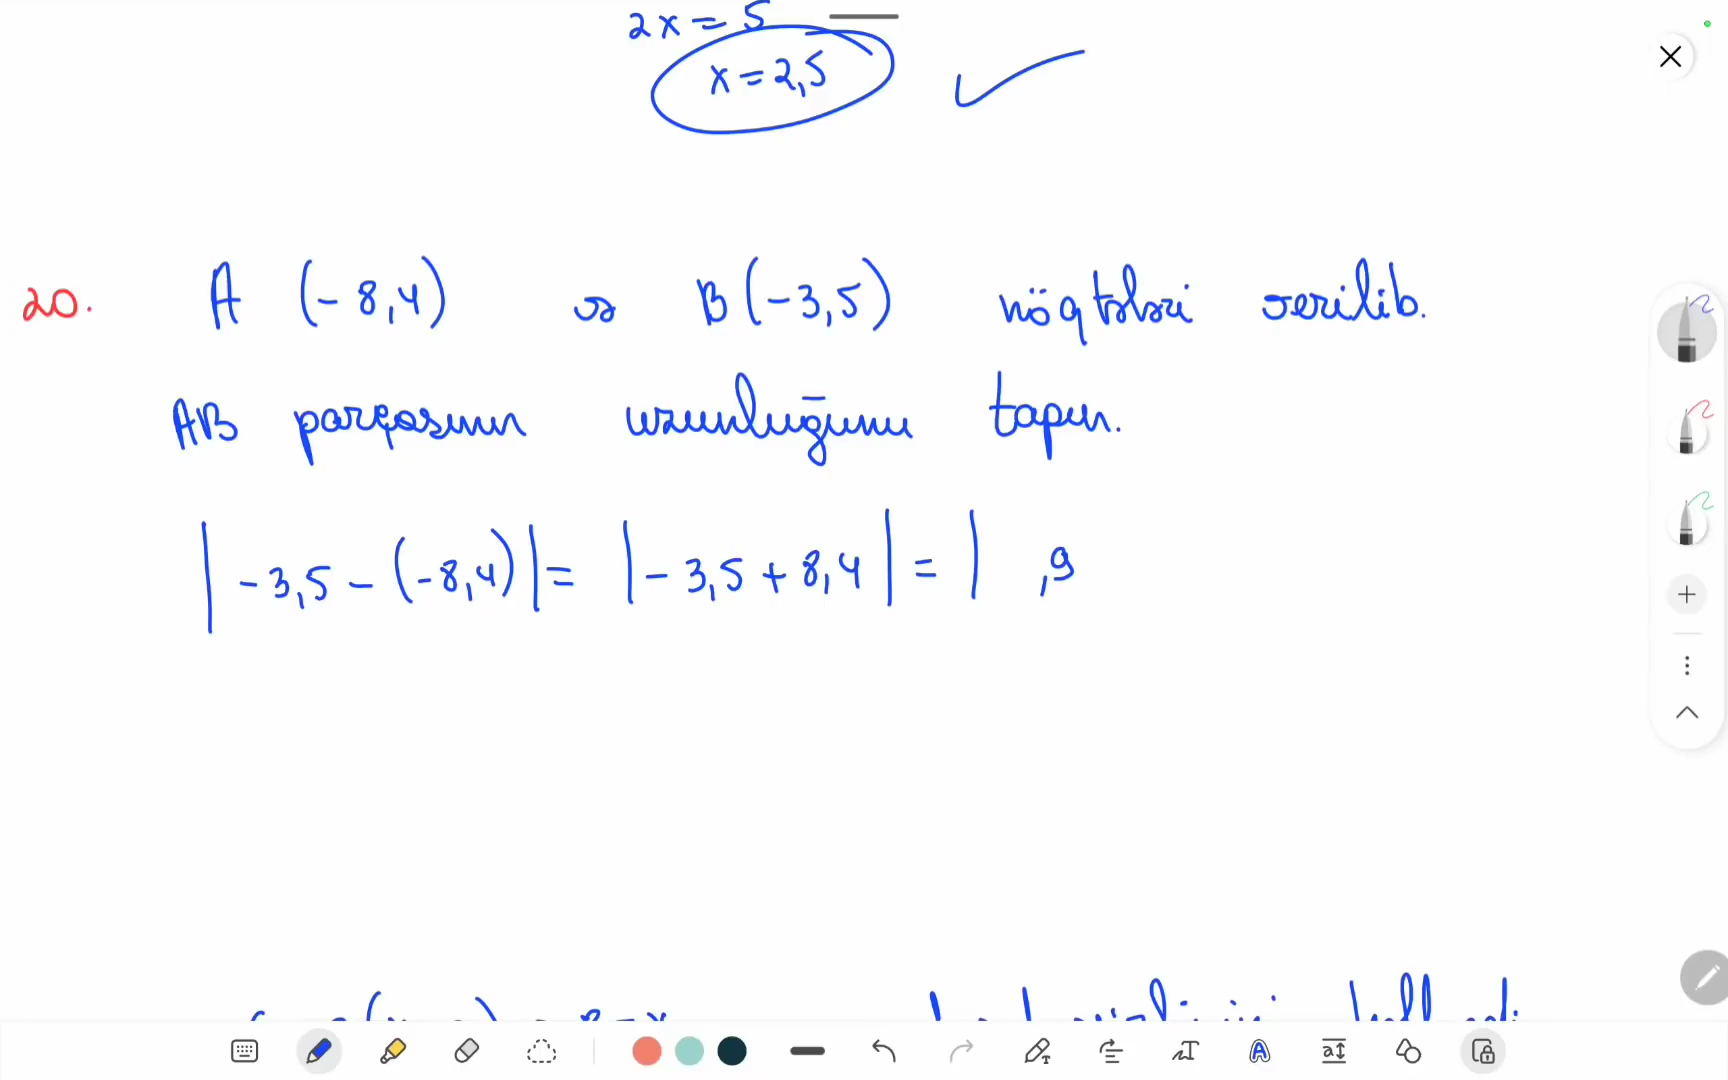 2x = 5
x = 2,5
20. A (-8,4) və B(-3,5) nöqtələri verilib.
AB parçasının uzunluğunu tapın.
|-3,5 - (-8,4)| = |-3,5 + 8,4| = | ,9